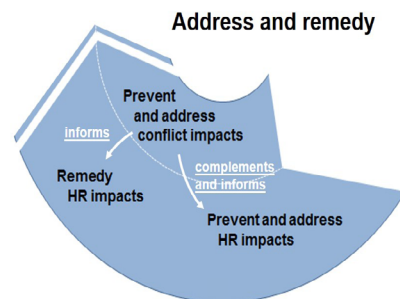 Address and remedy
Prevent
and address
conflict impacts
informs
Remedy
HR impacts
complements
and informs
Prevent and address
HR impacts